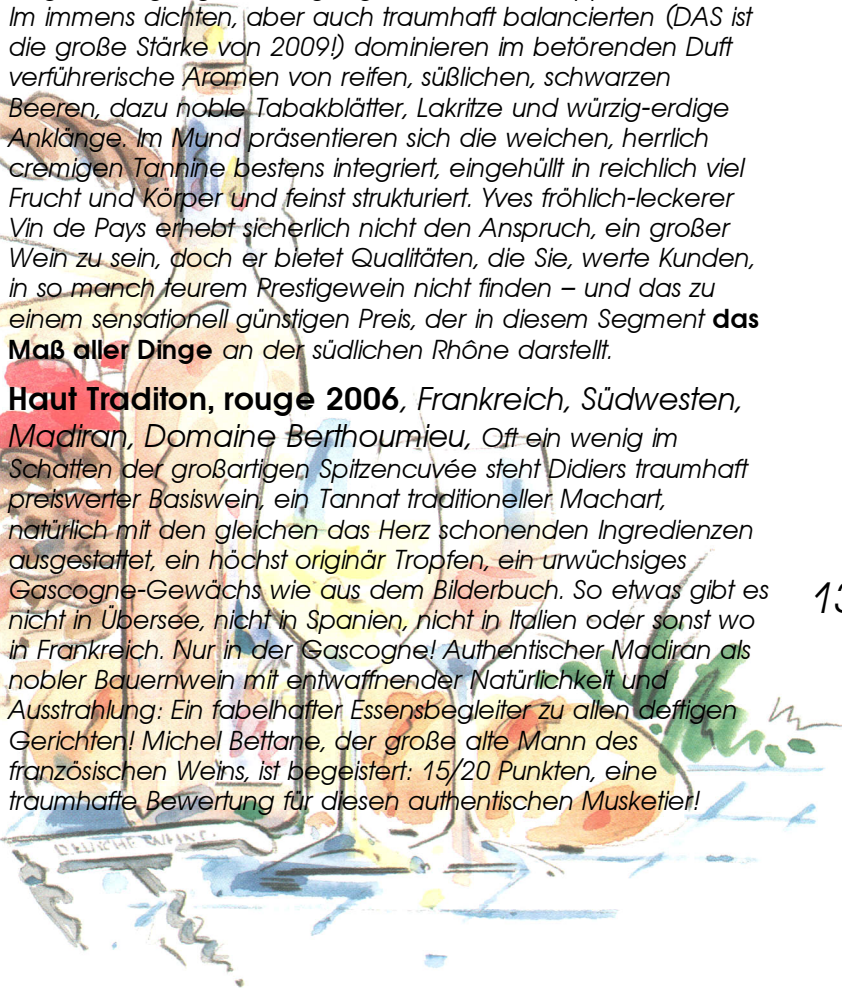 Im immens dichten, aber auch traumhaft balancierten (DAS ist
die große Stärke von 2009!) dominieren im betörenden Duft
verführerische Aromen von reifen, süßlichen, schwarzen
Beeren, dazu noble Tabakblätter, Lakritze und würzig-erdige
Anklänge. Im Mund präsentieren sich die weichen, herrlich
cremigen Tannine bestens integriert, eingehüllt in reichlich viel
Frucht und Körper und feinst strukturiert. Yves fröhlich-leckerer
Vin de Pays erhebt sicherlich nicht den Anspruch, ein großer
Wein zu sein, doch er bietet Qualitäten, die Sie, werte Kunden,
in so manch teurem Prestigewein nicht finden – und das zu
einem sensationell günstigen Preis, der in diesem Segment das
Maß aller Dinge an der südlichen Rhône darstellt.
Haut Traditon, rouge 2006, Frankreich, Südwesten,
Madiran, Domaine Berthoumieu, Oft ein wenig im
Schatten der großartigen Spitzencuvée steht Didiers traumhaft
preiswerter Basiswein, ein Tannat traditioneller Machart,
natürlich mit den gleichen das Herz schonenden Ingredienzen
ausgestattet, ein höchst originär Tropfen, ein urwüchsiges
Gascogne-Gewächs wie aus dem Bilderbuch. So etwas gibt es
nicht in Übersee, nicht in Spanien, nicht in Italien oder sonst wo
in Frankreich. Nur in der Gascogne! Authentischer Madiran als
nobler Bauernwein mit entwaffnender Natürlichkeit und
Ausstrahlung: Ein fabelhafter Essensbegleiter zu allen deftigen
Gerichten! Michel Bettane, der große alte Mann des
französischen Weins, ist begeistert: 15/20 Punkten, eine
traumhafte Bewertung für diesen authentischen Musketier!
13